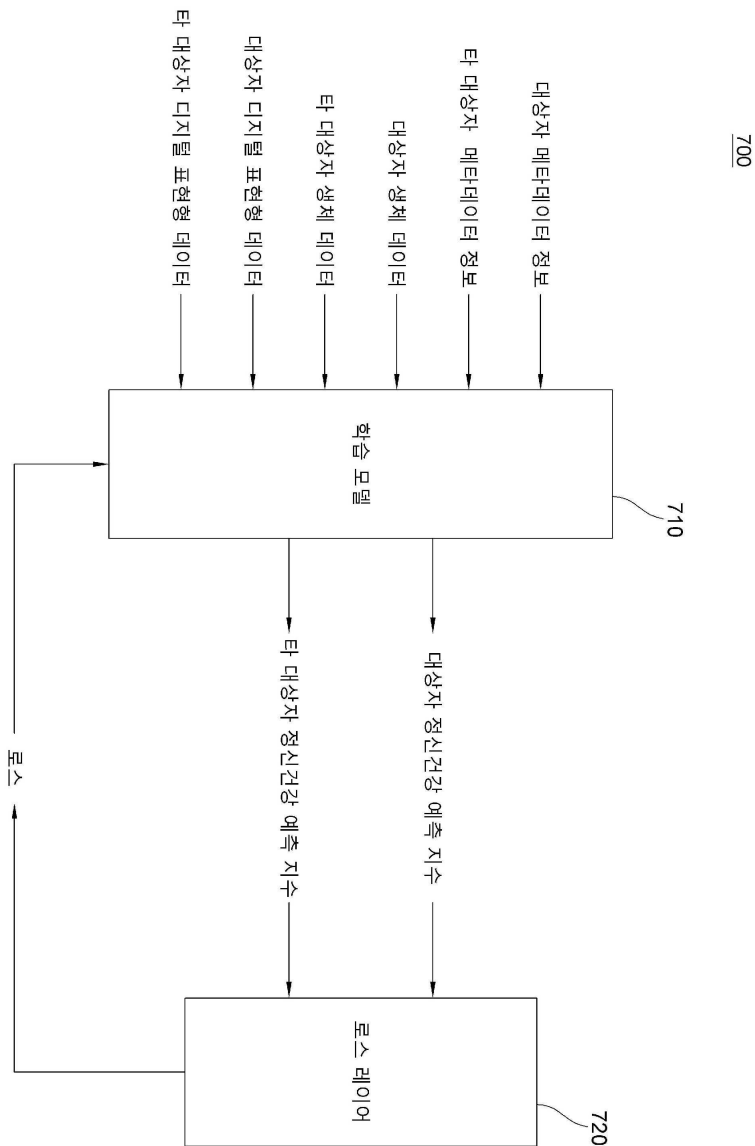 700
대상자 메타데이터 정보
타 대상자 메타데이터 정보
대상자 생체 데이터
타 대상자 생체 데이터
대상자 디지털 표현형 데이터
타 대상자 디지털 표현형 데이터
학습 모델
710
대상자 정신건강 예측 지수
타 대상자 정신건강 예측 지수
로스 레이어
720
로스